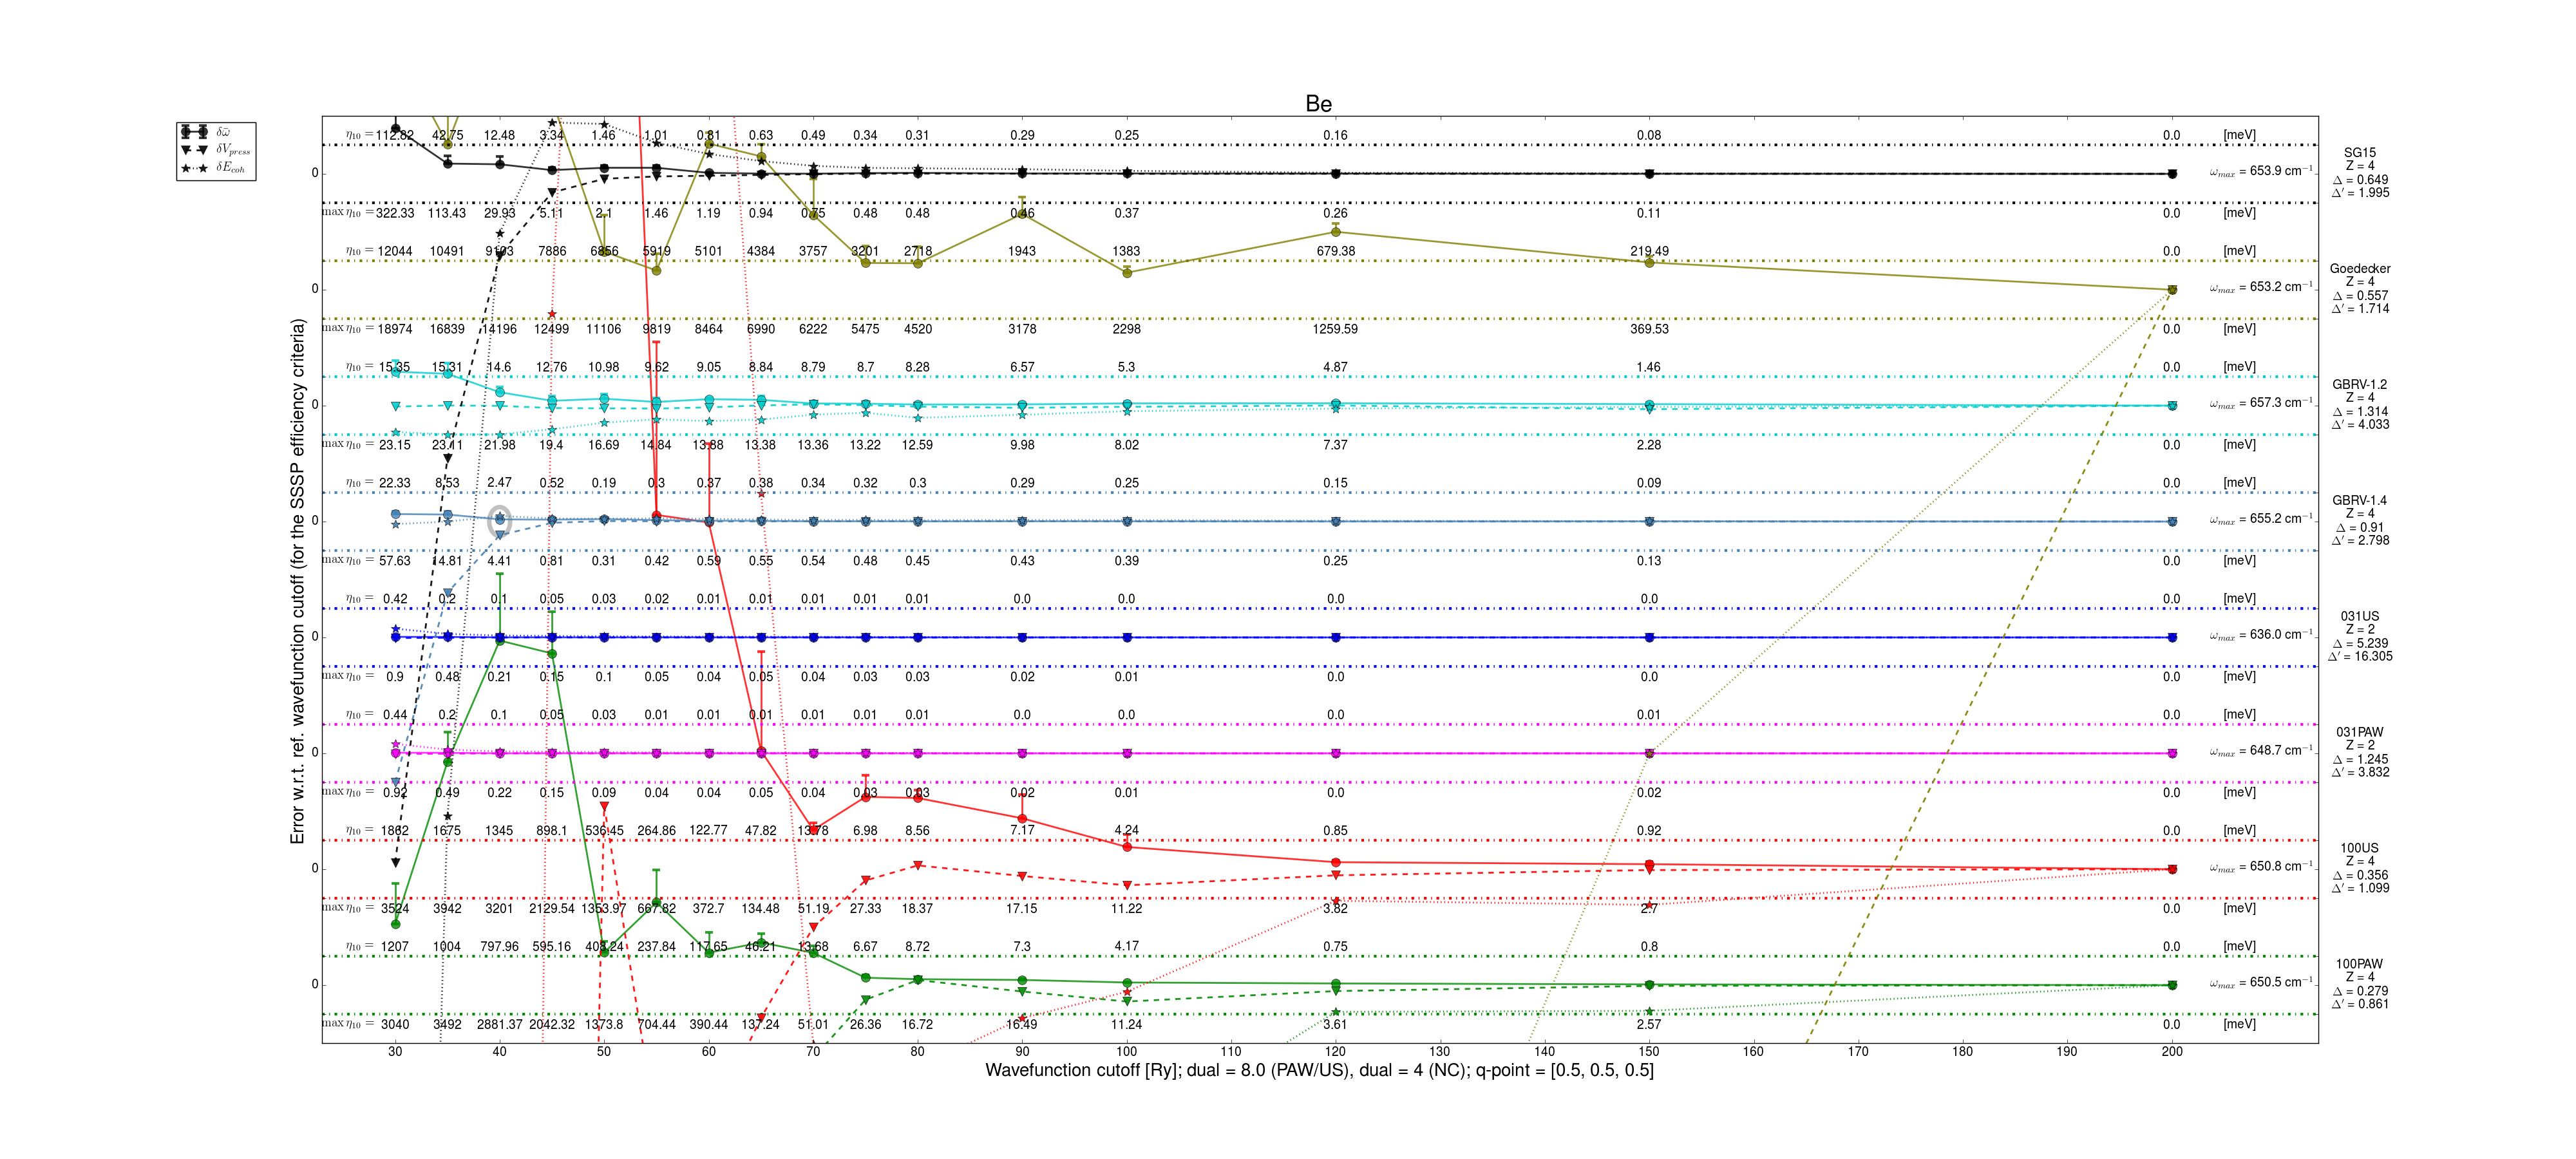 Be
δω̄
δV_press
δE_coh
Error w.r.t. ref. wavefunction cutoff (for the SSSP efficiency criteria)
η₁₀ = 112.82 42.75 12.48 3.34 1.46 1.01 0.81 0.63 0.49 0.34 0.31 0.29 0.25 0.16 0.08 0.0 [meV]
0 ω_max = 653.9 cm⁻¹
max η₁₀ = 322.33 113.43 29.93 5.11 2.1 1.46 1.19 0.94 0.75 0.48 0.48 0.46 0.37 0.26 0.11 0.0 [meV]
SG15
Z = 4
Δ = 0.649
Δ′ = 1.995
η₁₀ = 12044 10491 9103 7886 6856 5919 5101 4384 3757 3201 2718 1943 1383 679.38 219.49 0.0 [meV]
0 ω_max = 653.2 cm⁻¹
max η₁₀ = 18974 16839 14196 12499 11106 9819 8464 6990 6222 5475 4520 3178 2298 1259.59 369.53 0.0 [meV]
Goedecker
Z = 4
Δ = 0.557
Δ′ = 1.714
η₁₀ = 15.35 15.31 14.6 12.76 10.98 9.62 9.05 8.84 8.79 8.7 8.28 6.57 5.3 4.87 1.46 0.0 [meV]
0 ω_max = 657.3 cm⁻¹
max η₁₀ = 23.15 23.11 21.98 19.4 16.69 14.84 13.88 13.38 13.36 13.22 12.59 9.98 8.02 7.37 2.28 0.0 [meV]
GBRV-1.2
Z = 4
Δ = 1.314
Δ′ = 4.033
η₁₀ = 22.33 8.53 2.47 0.52 0.19 0.3 0.37 0.38 0.34 0.32 0.3 0.29 0.25 0.15 0.09 0.0 [meV]
0 ω_max = 655.2 cm⁻¹
max η₁₀ = 57.63 14.81 4.41 0.81 0.31 0.42 0.59 0.55 0.54 0.48 0.45 0.43 0.39 0.25 0.13 0.0 [meV]
GBRV-1.4
Z = 4
Δ = 0.91
Δ′ = 2.798
η₁₀ = 0.42 0.2 0.1 0.05 0.03 0.02 0.01 0.01 0.01 0.01 0.01 0.0 0.0 0.0 0.0 0.0 [meV]
0 ω_max = 636.0 cm⁻¹
max η₁₀ = 0.9 0.48 0.21 0.15 0.1 0.05 0.04 0.05 0.04 0.03 0.03 0.02 0.01 0.0 0.0 0.0 [meV]
031US
Z = 2
Δ = 5.239
Δ′ = 16.305
η₁₀ = 0.44 0.2 0.1 0.05 0.03 0.01 0.01 0.01 0.01 0.01 0.01 0.0 0.0 0.0 0.01 0.0 [meV]
0 ω_max = 648.7 cm⁻¹
max η₁₀ = 0.92 0.49 0.22 0.15 0.09 0.04 0.04 0.05 0.04 0.03 0.03 0.02 0.01 0.0 0.02 0.0 [meV]
031PAW
Z = 2
Δ = 1.245
Δ′ = 3.832
η₁₀ = 1862 1675 1345 898.1 536.45 264.86 122.77 47.82 13.78 6.98 8.56 7.17 4.24 0.85 0.92 0.0 [meV]
0 ω_max = 650.8 cm⁻¹
max η₁₀ = 3524 3942 3201 2129.54 1353.97 667.82 372.7 134.48 51.19 27.33 18.37 17.15 11.22 3.82 2.7 0.0 [meV]
100US
Z = 4
Δ = 0.356
Δ′ = 1.099
η₁₀ = 1207 1004 797.96 595.16 403.24 237.84 117.65 46.21 13.68 6.67 8.72 7.3 4.17 0.75 0.8 0.0 [meV]
0 ω_max = 650.5 cm⁻¹
max η₁₀ = 3040 3492 2881.37 2042.32 1373.8 704.44 390.44 137.24 51.01 26.36 16.72 16.49 11.24 3.61 2.57 0.0 [meV]
100PAW
Z = 4
Δ = 0.279
Δ′ = 0.861
30 40 50 60 70 80 90 100 110 120 130 140 150 160 170 180 190 200
Wavefunction cutoff [Ry]; dual = 8.0 (PAW/US), dual = 4 (NC); q-point = [0.5, 0.5, 0.5]